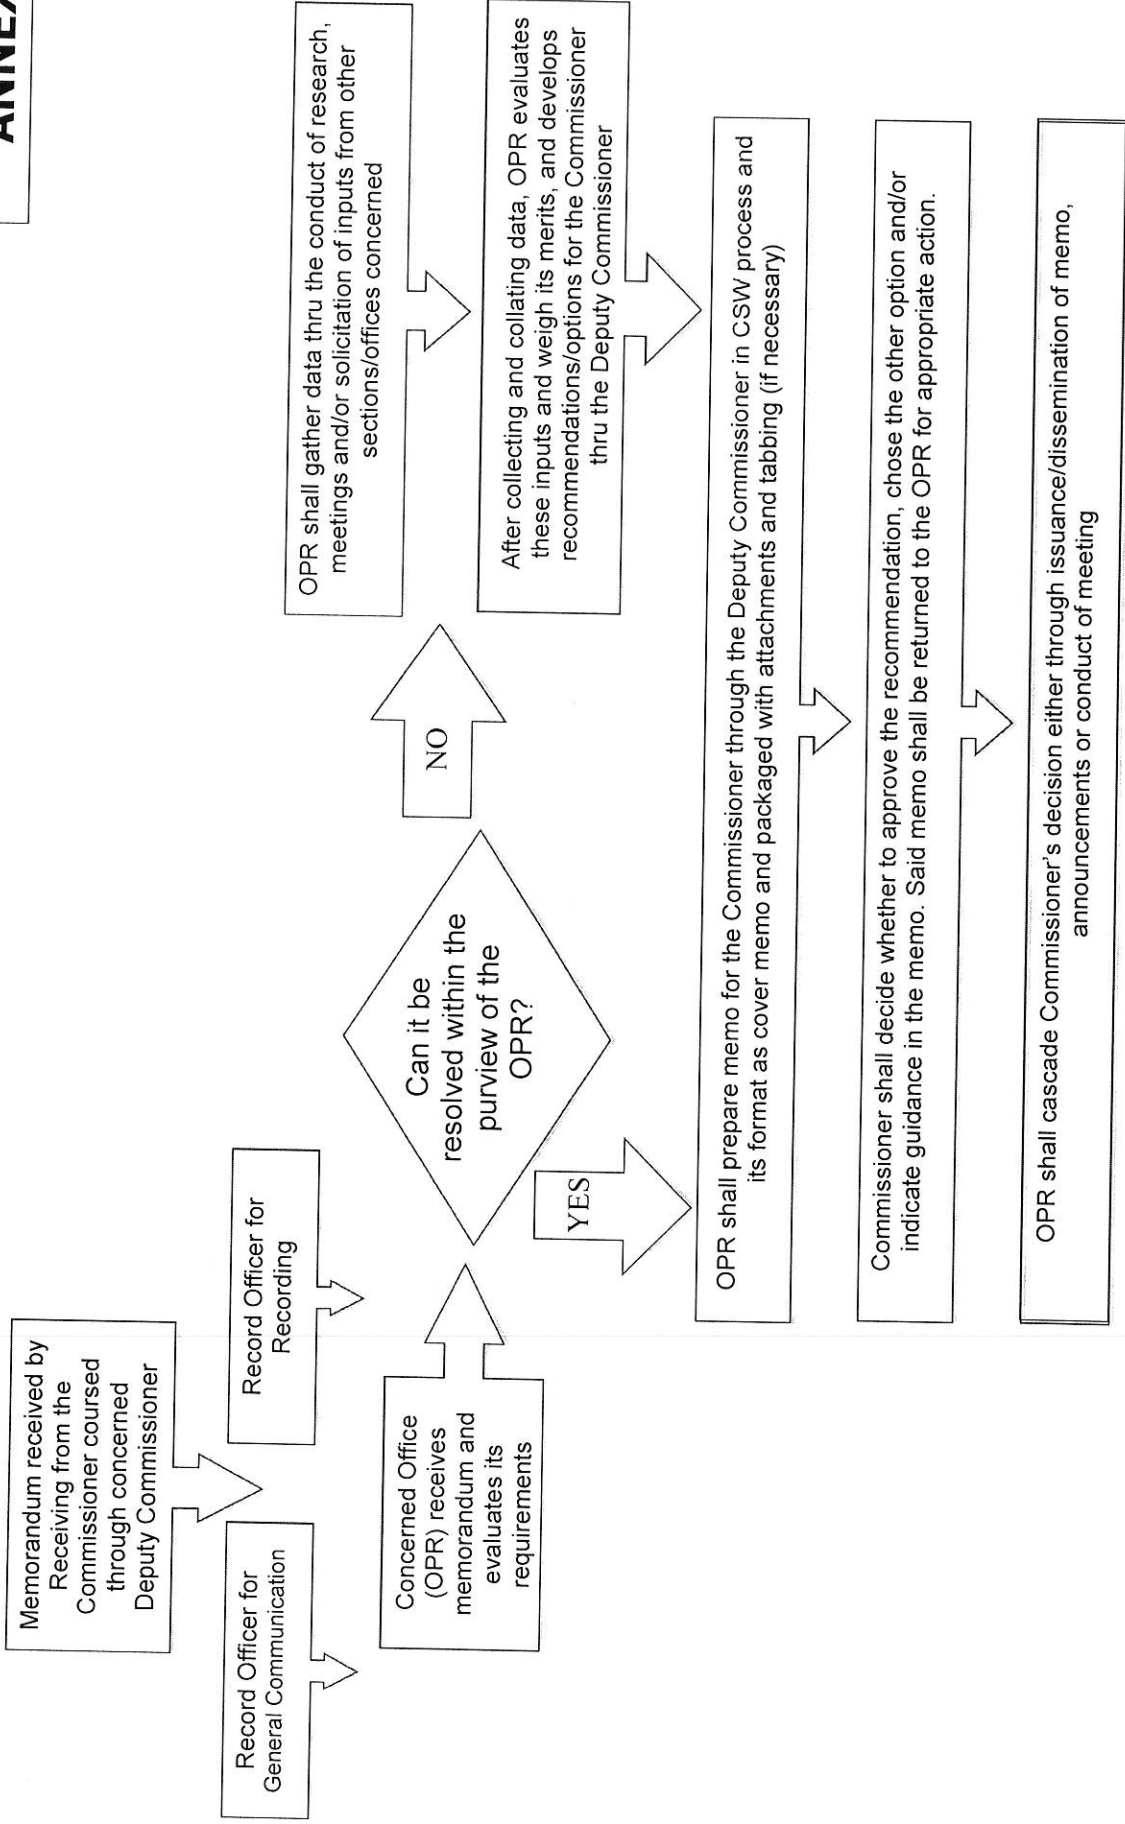 ANNEX
Memorandum received by
Receiving from the
Commissioner coursed
through concerned
Deputy Commissioner
Record Officer for
General Communication
Record Officer for
Recording
Concerned Office
(OPR) receives
memorandum and
evaluates its
requirements
Can it be
resolved within the
purview of the
OPR?
NO
YES
OPR shall gather data thru the conduct of research,
meetings and/or solicitation of inputs from other
sections/offices concerned
After collecting and collating data, OPR evaluates
these inputs and weigh its merits, and develops
recommendations/options for the Commissioner
thru the Deputy Commissioner
OPR shall prepare memo for the Commissioner through the Deputy Commissioner in CSW process and
its format as cover memo and packaged with attachments and tabbing (if necessary)
Commissioner shall decide whether to approve the recommendation, chose the other option and/or
indicate guidance in the memo. Said memo shall be returned to the OPR for appropriate action.
OPR shall cascade Commissioner's decision either through issuance/dissemination of memo,
announcements or conduct of meeting